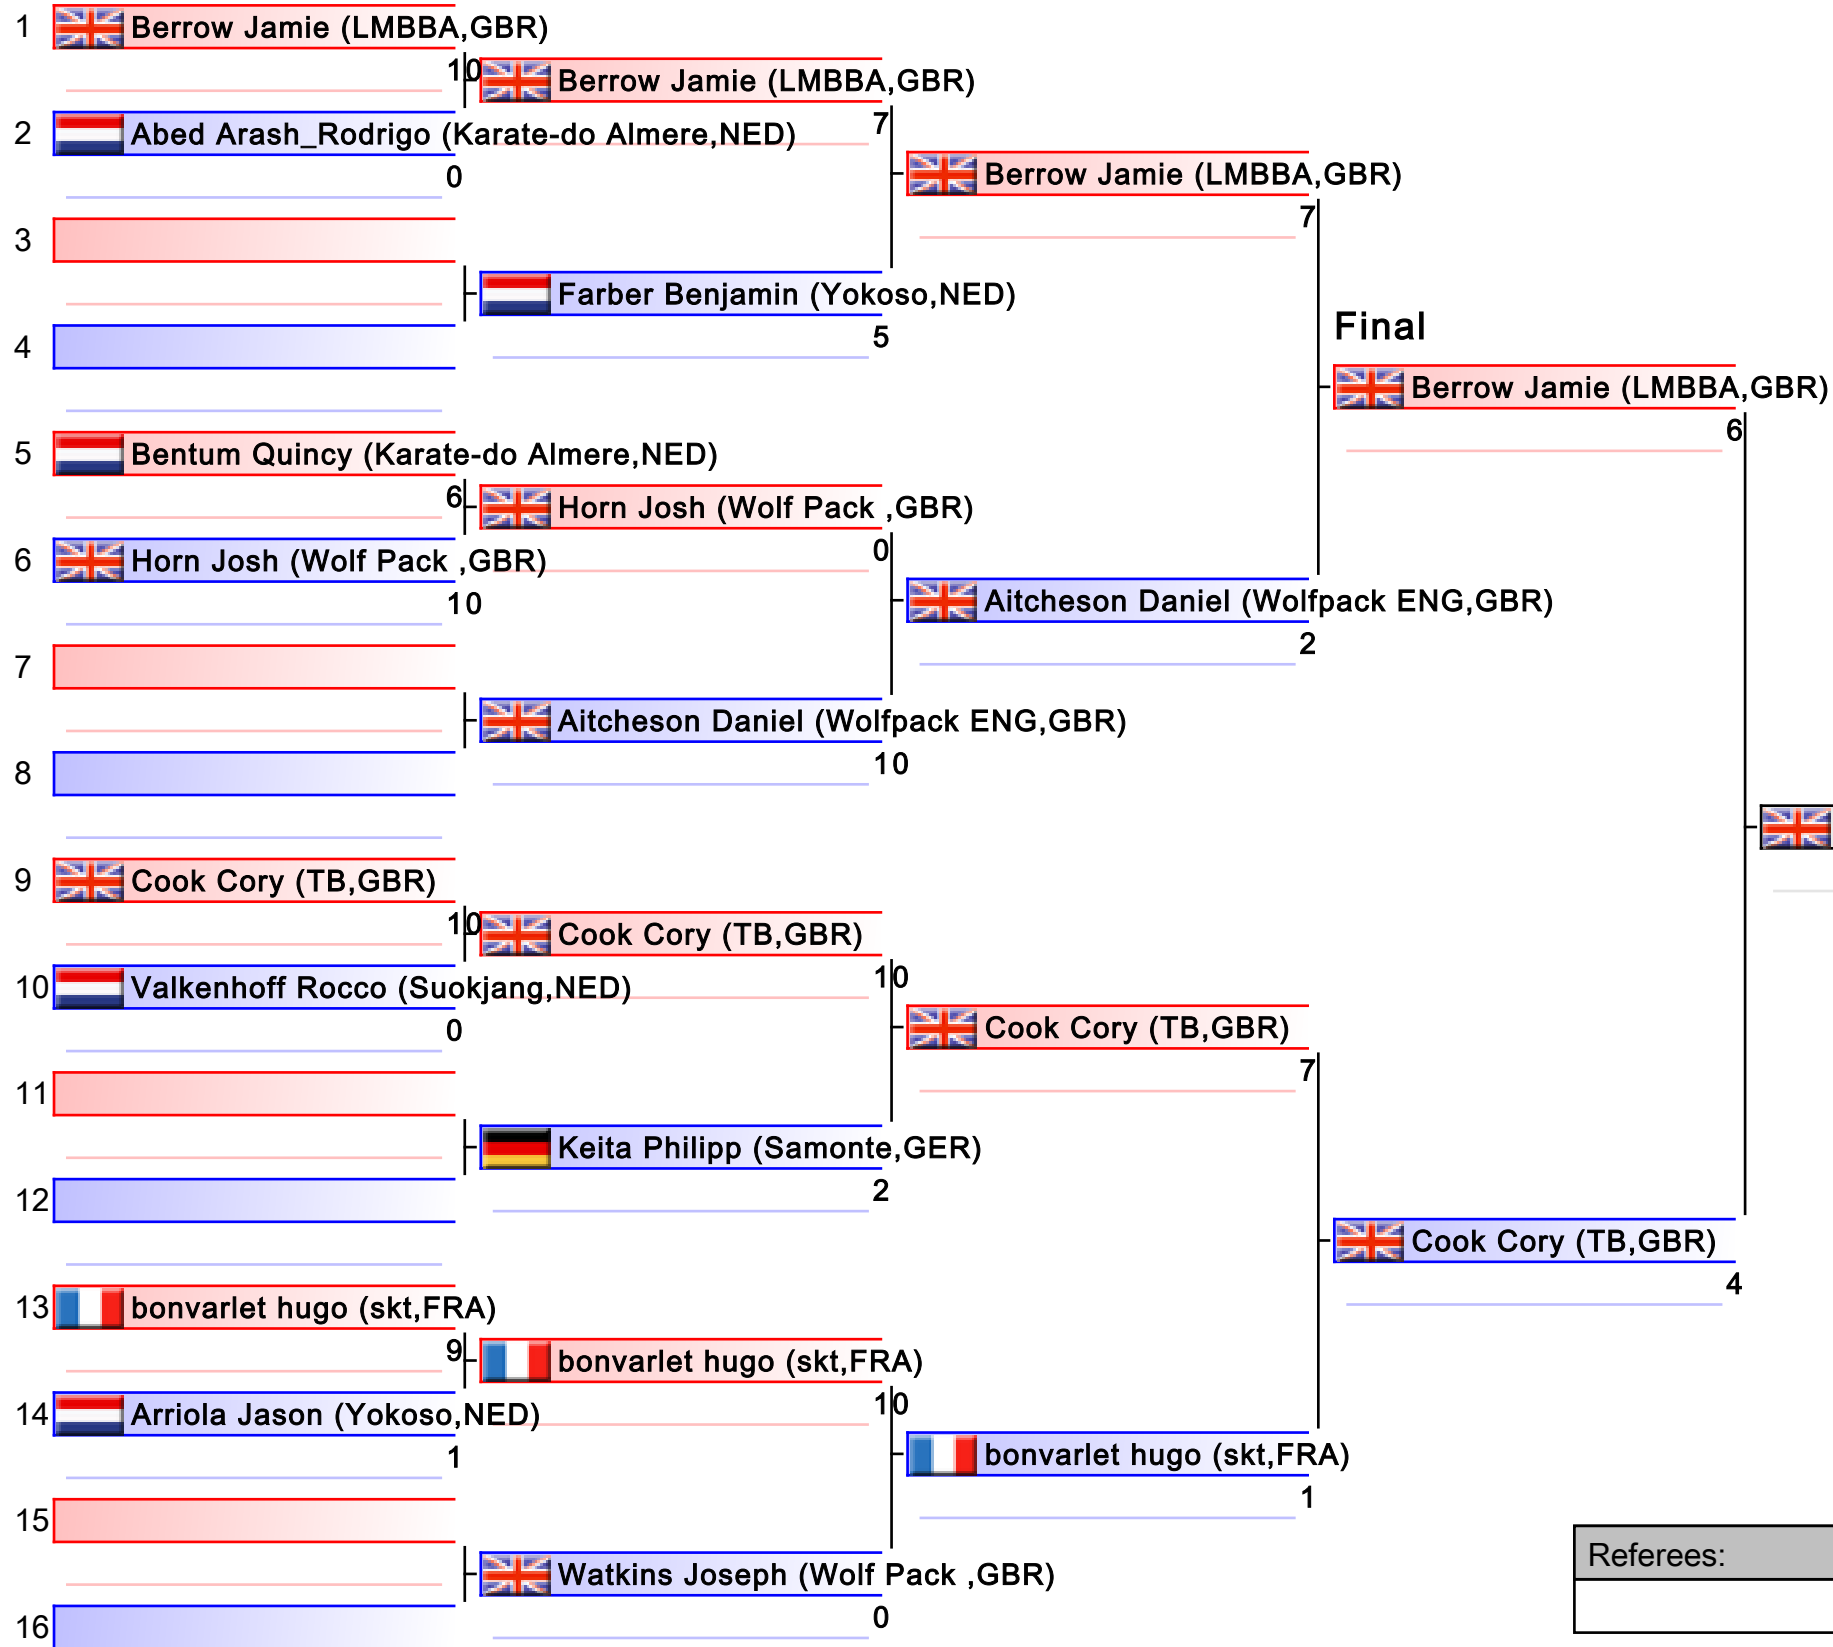 1 Berrow Jamie (LMBBA,GBR)
10 Berrow Jamie (LMBBA,GBR)
2 Abed Arash_Rodrigo (Karate-do Almere,NED)
7
0
Berrow Jamie (LMBBA,GBR)
7
3
Farber Benjamin (Yokoso,NED)
5
4
Final
Berrow Jamie (LMBBA,GBR)
6
5 Bentum Quincy (Karate-do Almere,NED)
6 Horn Josh (Wolf Pack ,GBR)
0
6 Horn Josh (Wolf Pack ,GBR)
10
Aitcheson Daniel (Wolfpack ENG,GBR)
2
7
Aitcheson Daniel (Wolfpack ENG,GBR)
10
8
9 Cook Cory (TB,GBR)
10 Cook Cory (TB,GBR)
10
10 Valkenhoff Rocco (Suokjang,NED)
0
Cook Cory (TB,GBR)
7
11
Keita Philipp (Samonte,GER)
2
12
Cook Cory (TB,GBR)
4
13 bonvarlet hugo (skt,FRA)
9 bonvarlet hugo (skt,FRA)
10
14 Arriola Jason (Yokoso,NED)
1
bonvarlet hugo (skt,FRA)
1
15
Watkins Joseph (Wolf Pack ,GBR)
0
16
Referees: